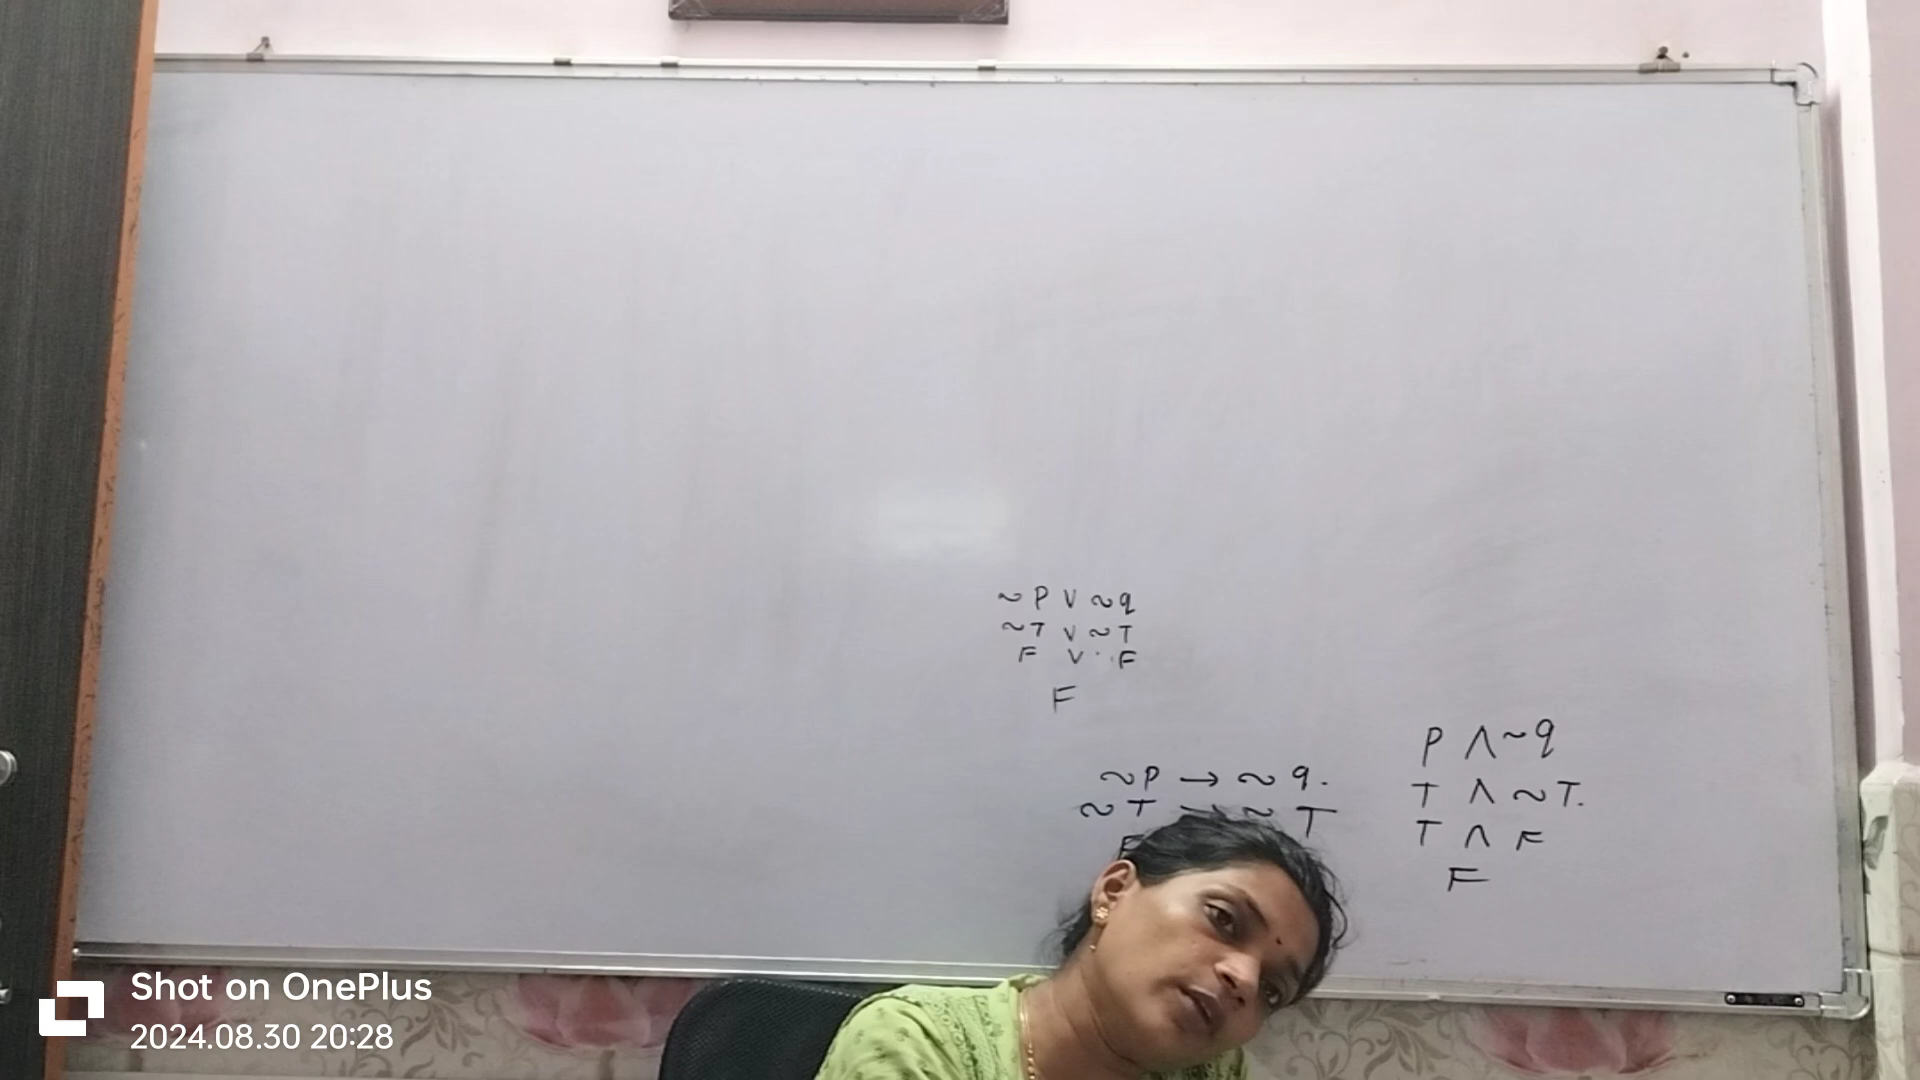 ~ P V ~ q
~ T V ~ T
F V F
F
~ P → ~ q.
~ T → ~ T
F
P Λ ~ q
T Λ ~ T.
T Λ F
F
Shot on OnePlus
2024.08.30 20:28